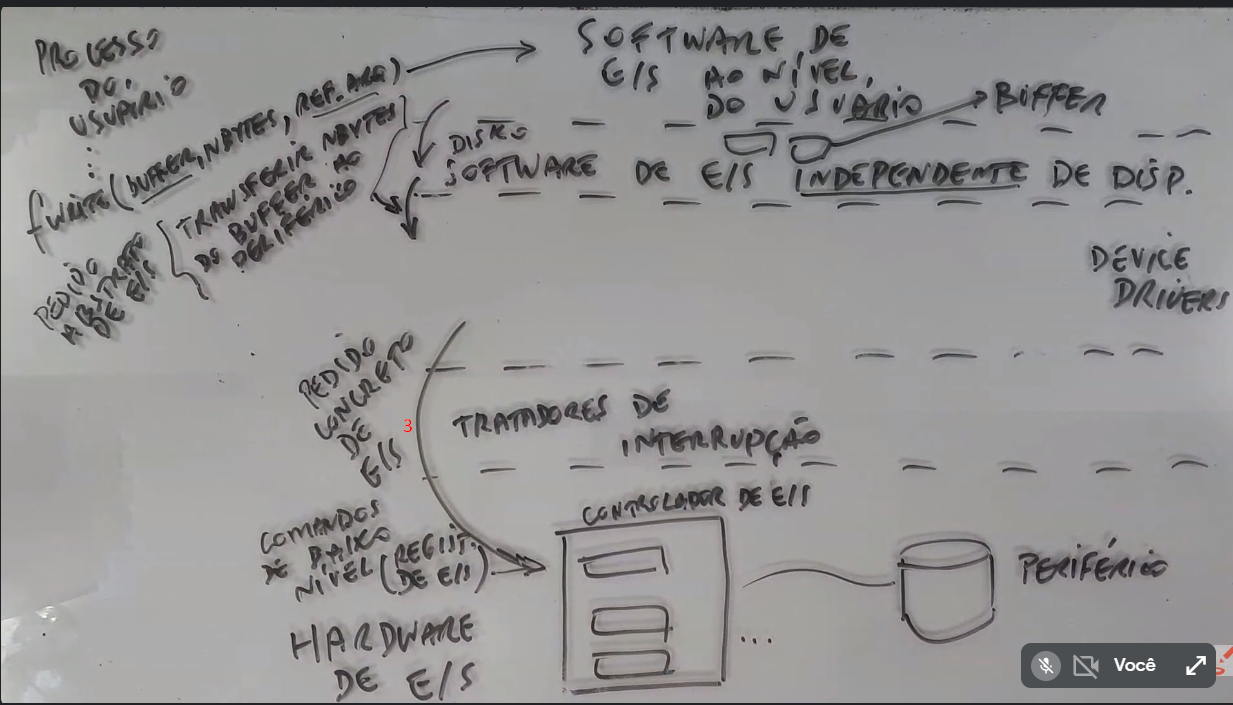 PROCESSO
DO
USUÁRIO
:
fwrite(BUFFER, NBYTES, REF. ARQ)
PEDIDO
ABSTRATO
DE E/S
TRANSFERIR NBYTES
DO BUFFER AO
PERIFÉRICO
SOFTWARE DE
E/S AO NÍVEL
DO USUÁRIO
BUFFER
DISCO
SOFTWARE DE E/S INDEPENDENTE DE DISP.
DEVICE
DRIVERS
PEDIDO
CONCRETO
DE
E/S
3
TRATADORES DE
INTERRUPÇÃO
COMANDOS
DE BAIXO
NÍVEL (REGIST.
DE E/S)
HARDWARE
DE E/S
CONTROLADOR DE E/S
...
PERIFÉRICO
Você